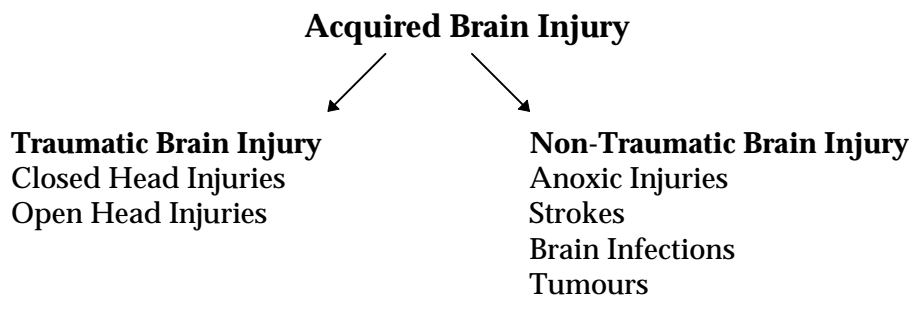 Acquired Brain Injury
Traumatic Brain Injury
Closed Head Injuries
Open Head Injuries
Non-Traumatic Brain Injury
Anoxic Injuries
Strokes
Brain Infections
Tumours